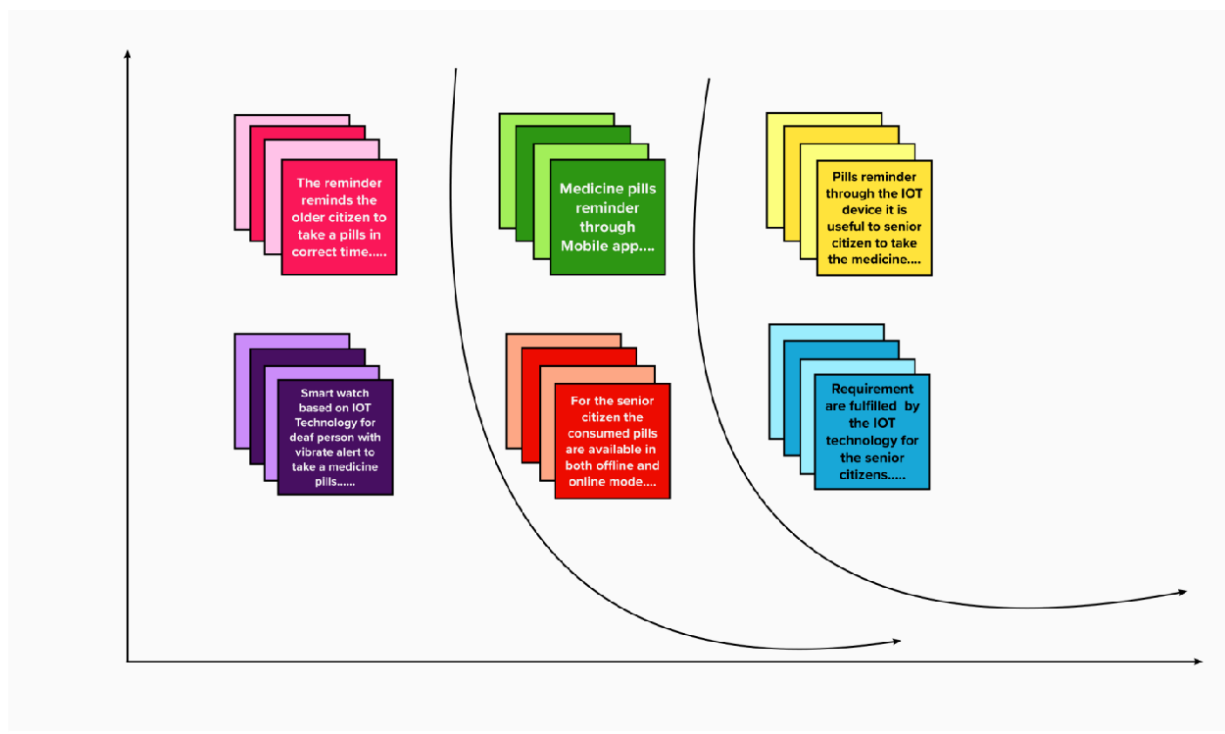 The reminder
reminds the
older citizen to
take a pills in
correct time.....
Medicine pills
reminder
through
Mobile app....
Pills reminder
through the IOT
device it is
useful to senior
citizen to take
the medicine....
Smart watch
based on IOT
Technology for
deaf person with
vibrate alert to
take a medicine
pills......
For the senior
citizen the
consumed pills
are available in
both offline and
online mode....
Requirement
are fulfilled by
the IOT
technology for
the senior
citizens.....